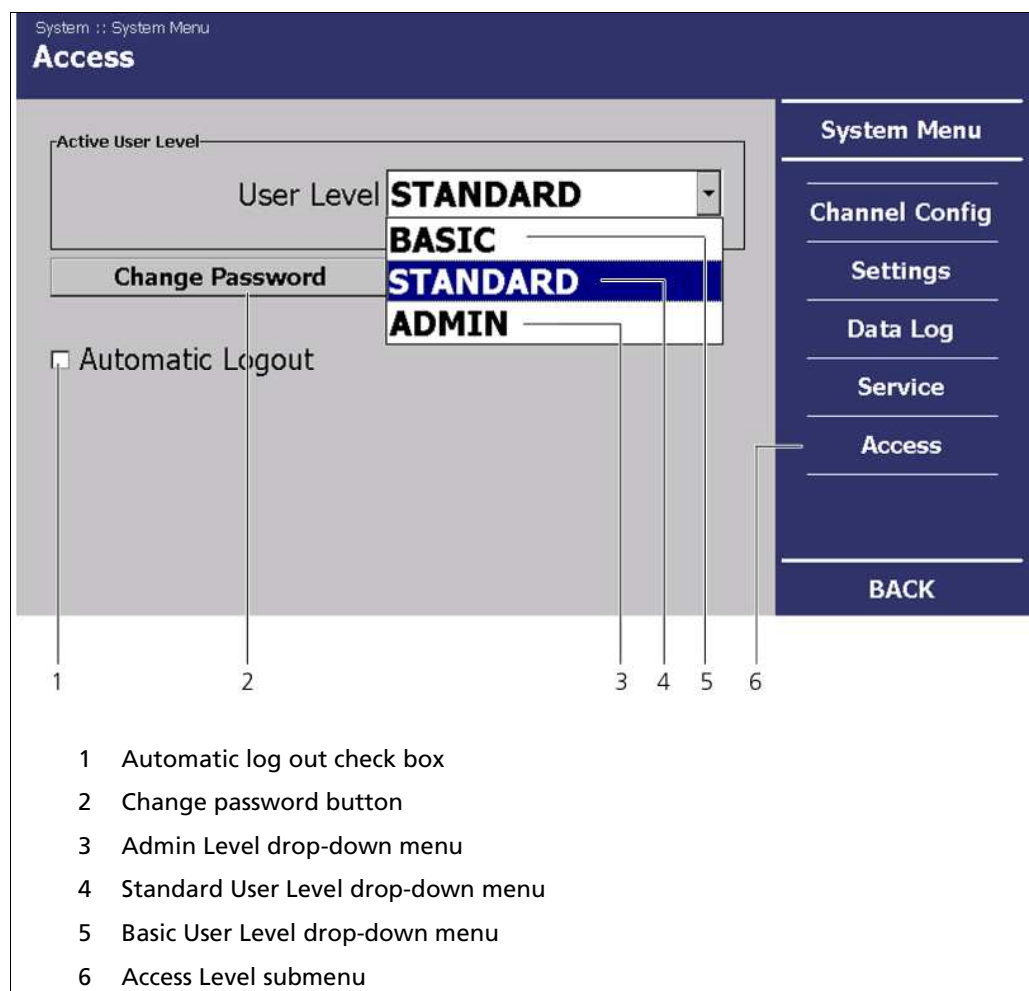 System :: System Menu
Access
Active User Level
User Level STANDARD
BASIC
STANDARD
ADMIN
Change Password
Automatic Logout
System Menu
Channel Config
Settings
Data Log
Service
Access
BACK
1 2 3 4 5 6
1 Automatic log out check box
2 Change password button
3 Admin Level drop-down menu
4 Standard User Level drop-down menu
5 Basic User Level drop-down menu
6 Access Level submenu